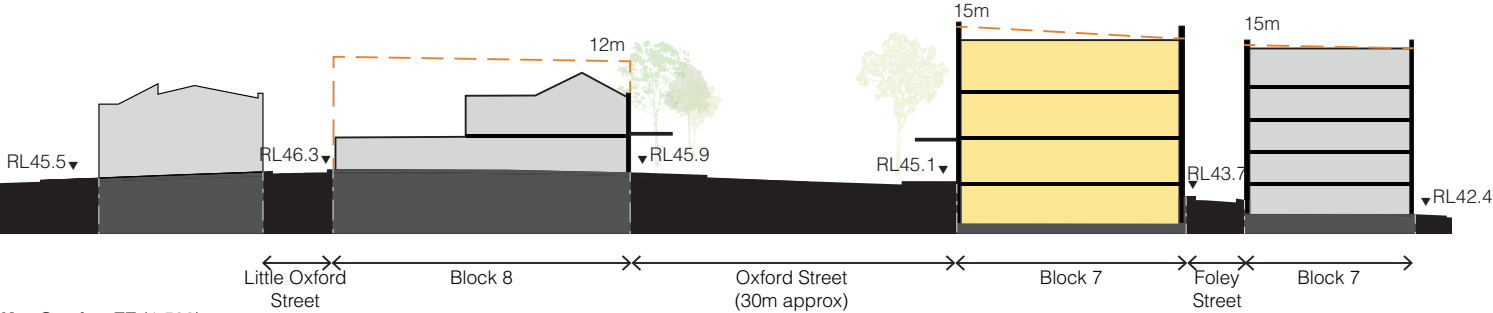 15m
15m
12m
RL45.5
RL46.3
RL45.9
RL45.1
RL43.7
RL42.4
Little Oxford
Street
Block 8
Oxford Street
(30m approx)
Block 7
Foley
Street
Block 7